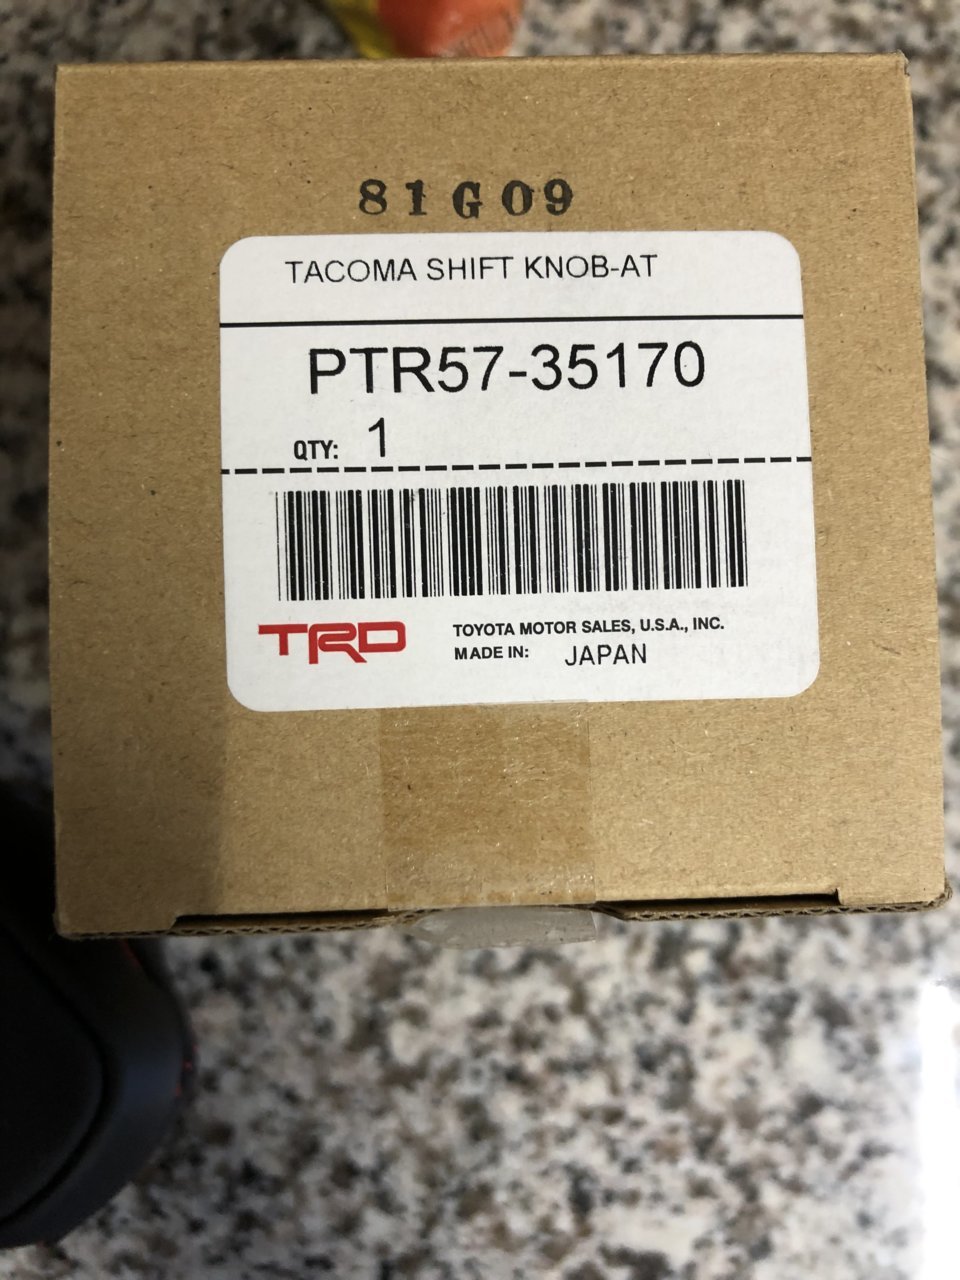 81G09
TACOMA SHIFT KNOB-AT
PTR57-35170
QTY: 1
TRD
TOYOTA MOTOR SALES, U.S.A., INC.
MADE IN: JAPAN